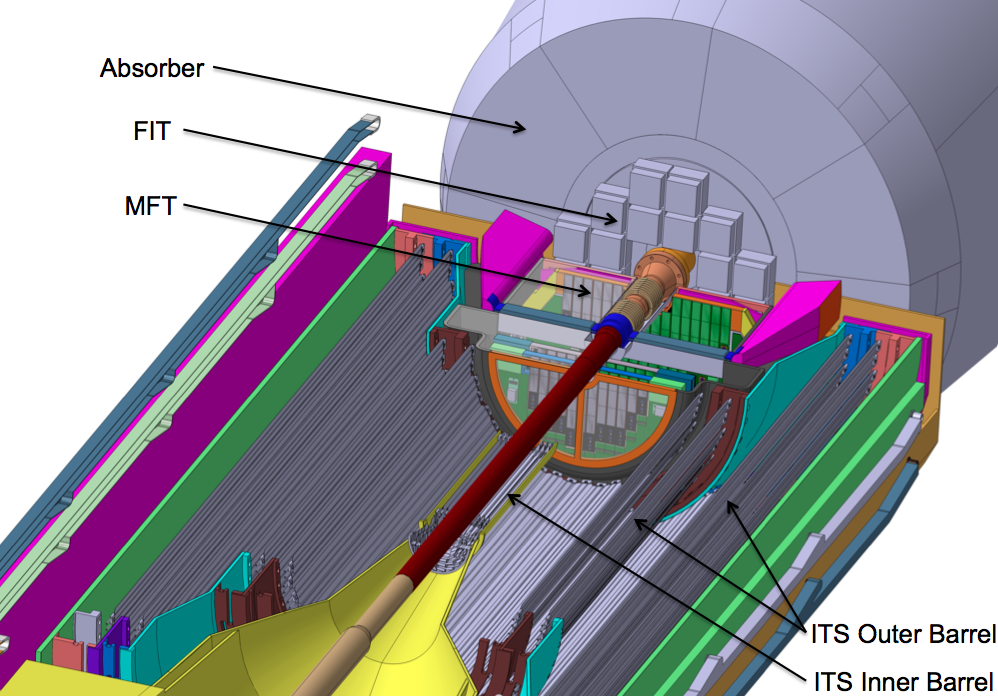 Absorber
FIT
MFT
ITS Outer Barrel
ITS Inner Barrel